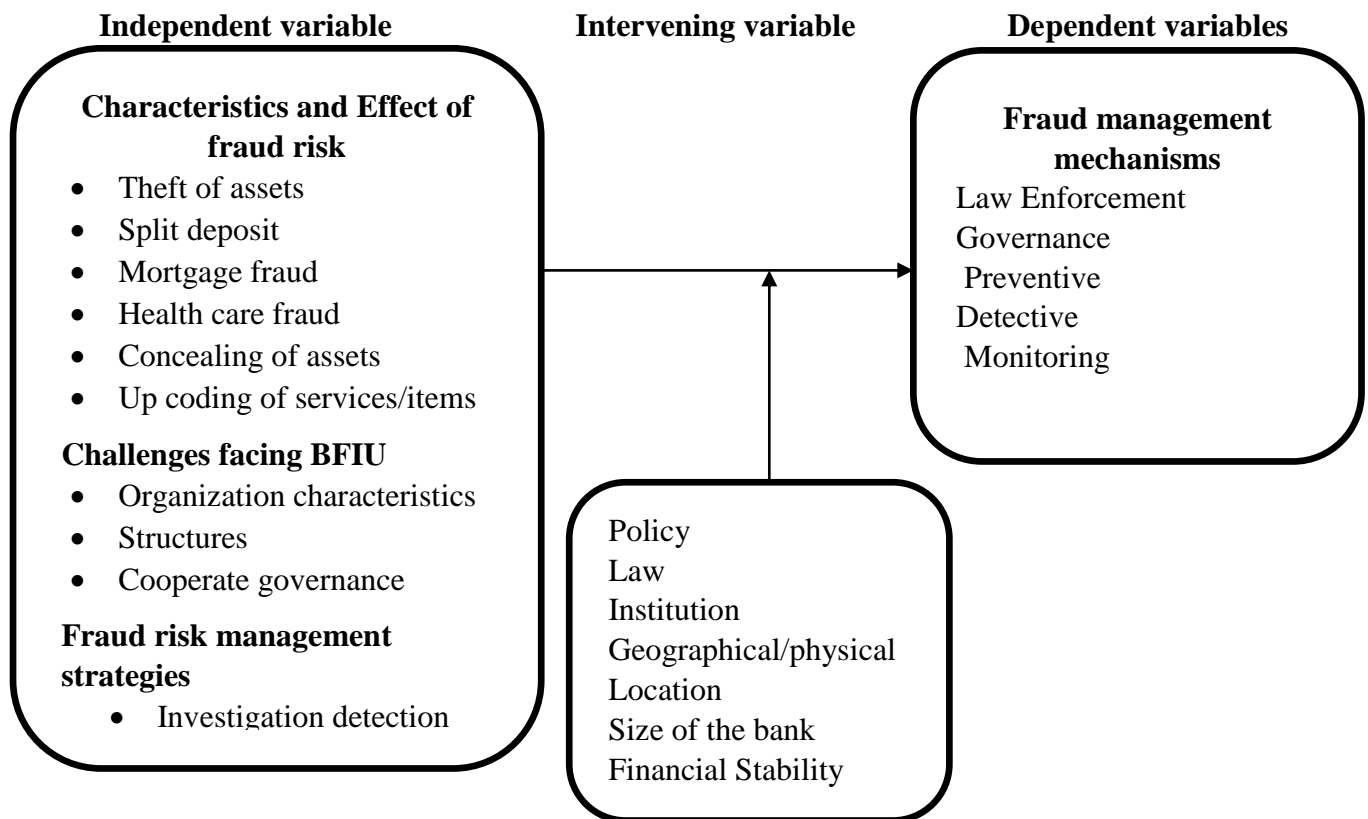 Independent variable
Intervening variable
Dependent variables
Characteristics and Effect of
fraud risk
• Theft of assets
• Split deposit
• Mortgage fraud
• Health care fraud
• Concealing of assets
• Up coding of services/items
Challenges facing BFIU
• Organization characteristics
• Structures
• Cooperate governance
Fraud risk management
strategies
• Investigation detection
Policy
Law
Institution
Geographical/physical
Location
Size of the bank
Financial Stability
Fraud management
mechanisms
Law Enforcement
Governance
Preventive
Detective
Monitoring